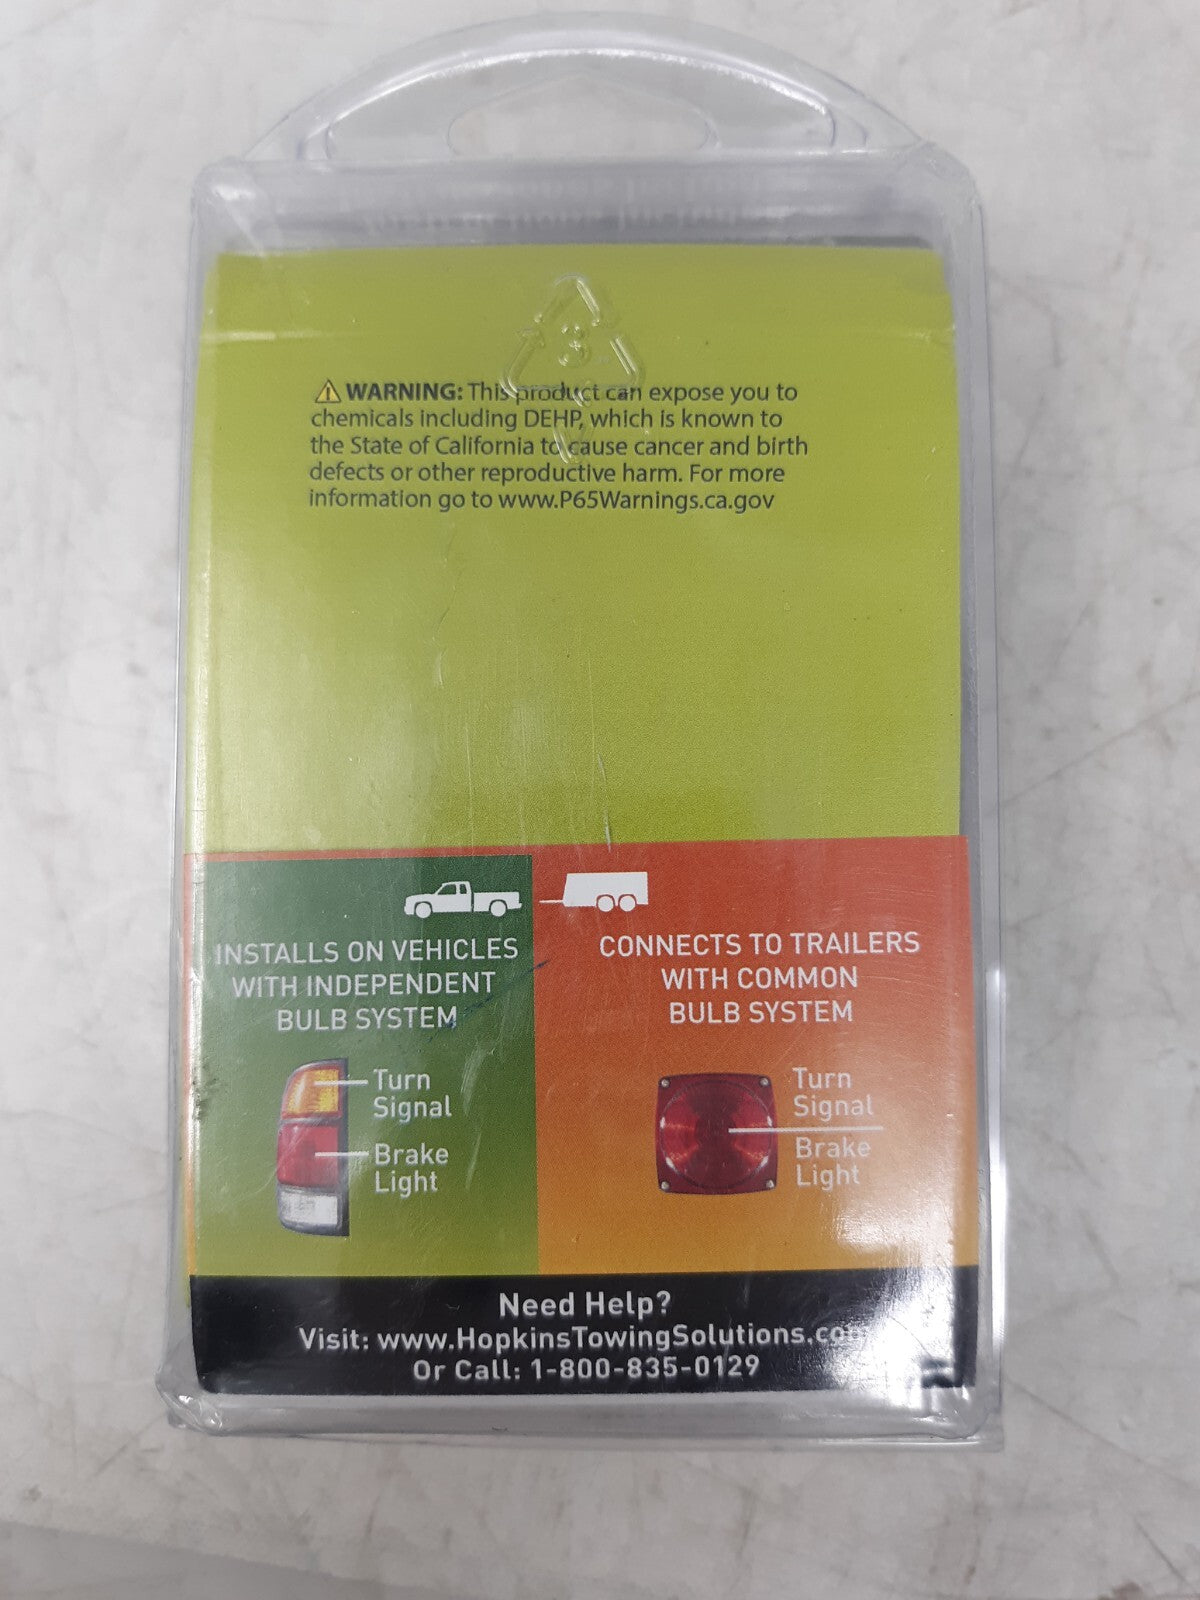 3
WARNING: This product can expose you to
chemicals including DEHP, which is known to
the State of California to cause cancer and birth
defects or other reproductive harm. For more
information go to www.P65Warnings.ca.gov
INSTALLS ON VEHICLES
WITH INDEPENDENT
BULB SYSTEM
Turn
Signal
Brake
Light
CONNECTS TO TRAILERS
WITH COMMON
BULB SYSTEM
Turn
Signal
Brake
Light
Need Help?
Visit: www.HopkinsTowingSolutions.com
Or Call: 1-800-835-0129